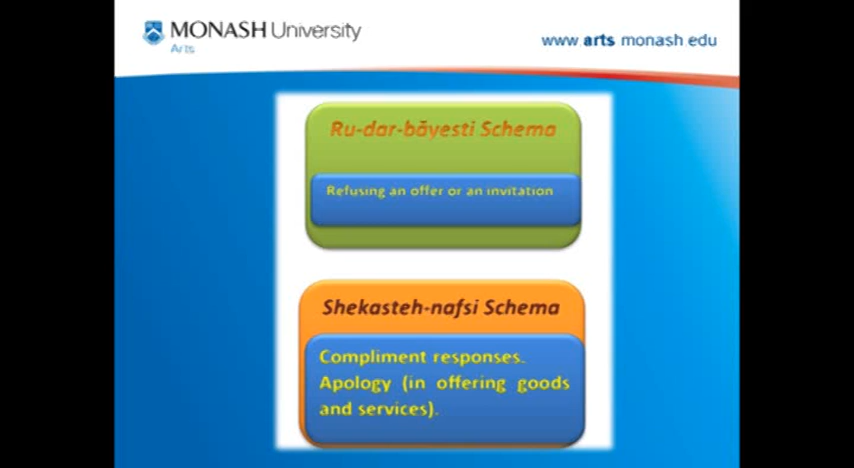 MONASH University
Arts
www arts monash edu
Ru-dar-bāyesti Schema
Refusing an offer or an invitation
Shekasteh-nafsi Schema
Compliment responses.
Apology (in offering goods
and services).